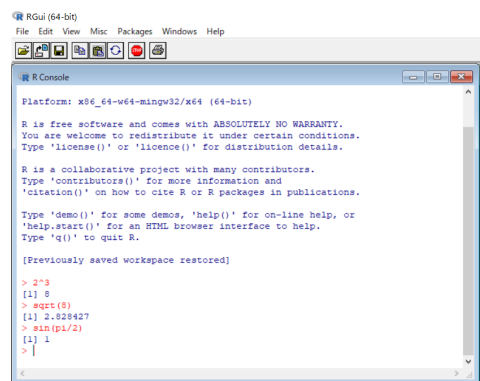 RGui (64-bit)
File Edit View Misc Packages Windows Help
STOP
R Console
Platform: x86_64-w64-mingw32/x64 (64-bit)
R is free software and comes with ABSOLUTELY NO WARRANTY.
You are welcome to redistribute it under certain conditions.
Type 'license()' or 'licence()' for distribution details.
R is a collaborative project with many contributors.
Type 'contributors()' for more information and
'citation()' on how to cite R or R packages in publications.
Type 'demo()' for some demos, 'help()' for on-line help, or
'help.start()' for an HTML browser interface to help.
Type 'q()' to quit R.
[Previously saved workspace restored]
> 2^3
[1] 8
> sqrt(8)
[1] 2.828427
> sin(pi/2)
[1] 1
>